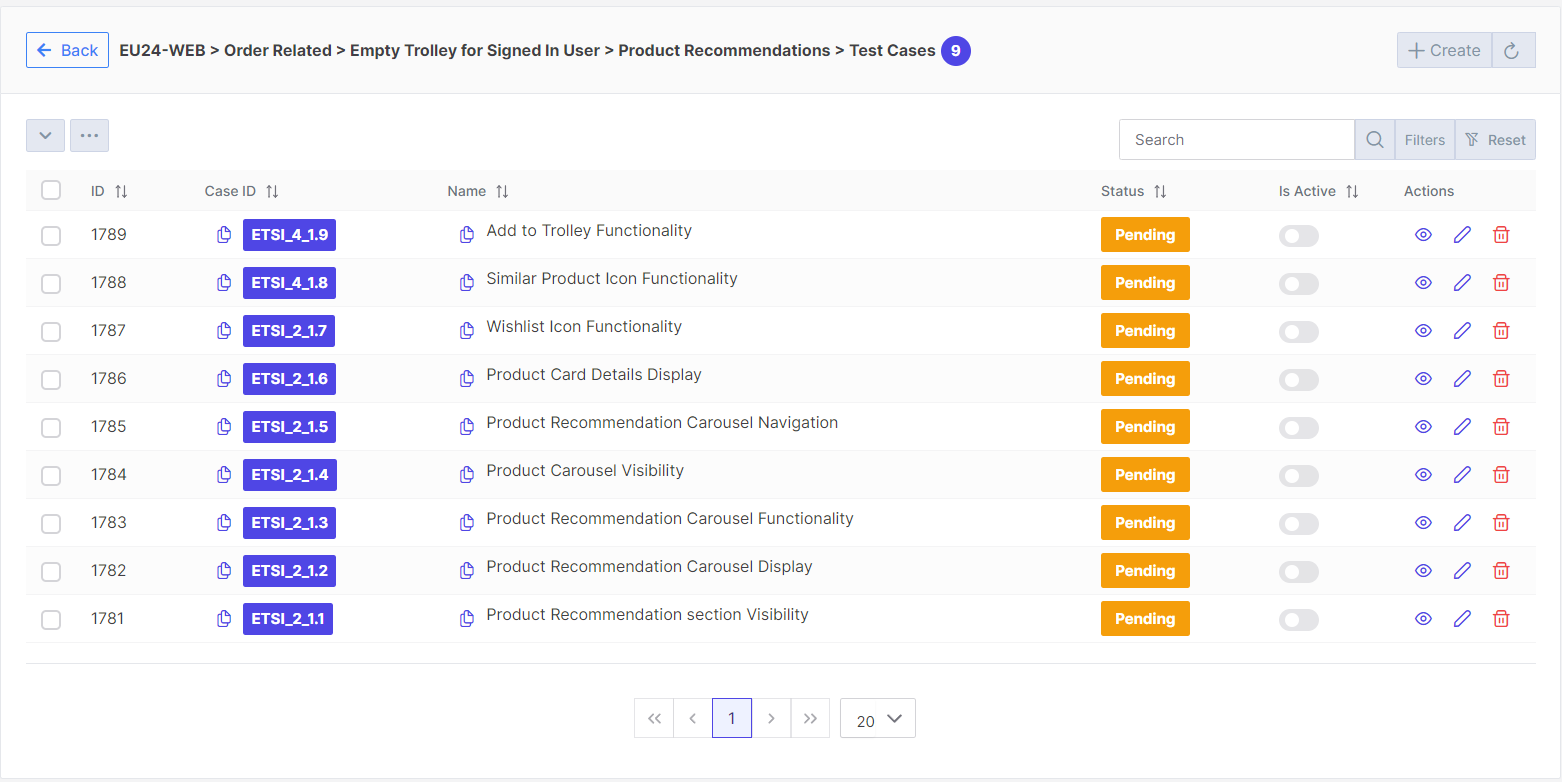 Back
EU24-WEB > Order Related > Empty Trolley for Signed In User > Product Recommendations > Test Cases 9
Create
Search
Filters
Reset
ID Case ID Name Status Is Active Actions
1789 ETSI_4_1.9 Add to Trolley Functionality Pending
1788 ETSI_4_1.8 Similar Product Icon Functionality Pending
1787 ETSI_2_1.7 Wishlist Icon Functionality Pending
1786 ETSI_2_1.6 Product Card Details Display Pending
1785 ETSI_2_1.5 Product Recommendation Carousel Navigation Pending
1784 ETSI_2_1.4 Product Carousel Visibility Pending
1783 ETSI_2_1.3 Product Recommendation Carousel Functionality Pending
1782 ETSI_2_1.2 Product Recommendation Carousel Display Pending
1781 ETSI_2_1.1 Product Recommendation section Visibility Pending
1
20